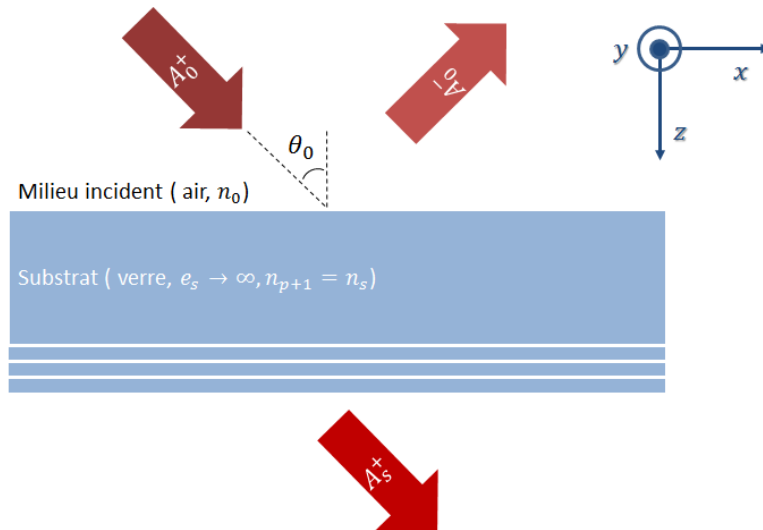 A₀⁺
A₀⁻
y
x
z
θ₀
Milieu incident ( air, n₀)
Substrat ( verre, eₛ → ∞, nₚ₊₁ = nₛ)
Aₛ⁺